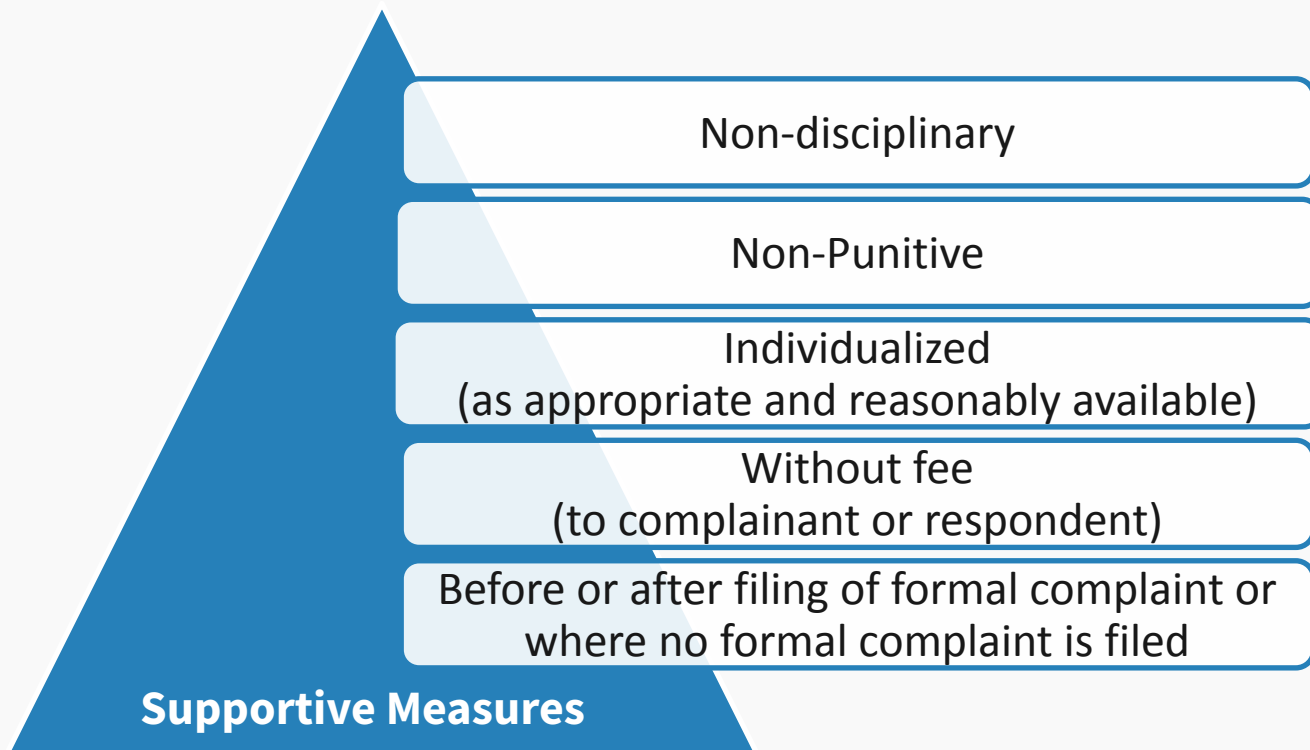 Non-disciplinary
Non-Punitive
Individualized
(as appropriate and reasonably available)
Without fee
(to complainant or respondent)
Before or after filing of formal complaint or
where no formal complaint is filed
Supportive Measures